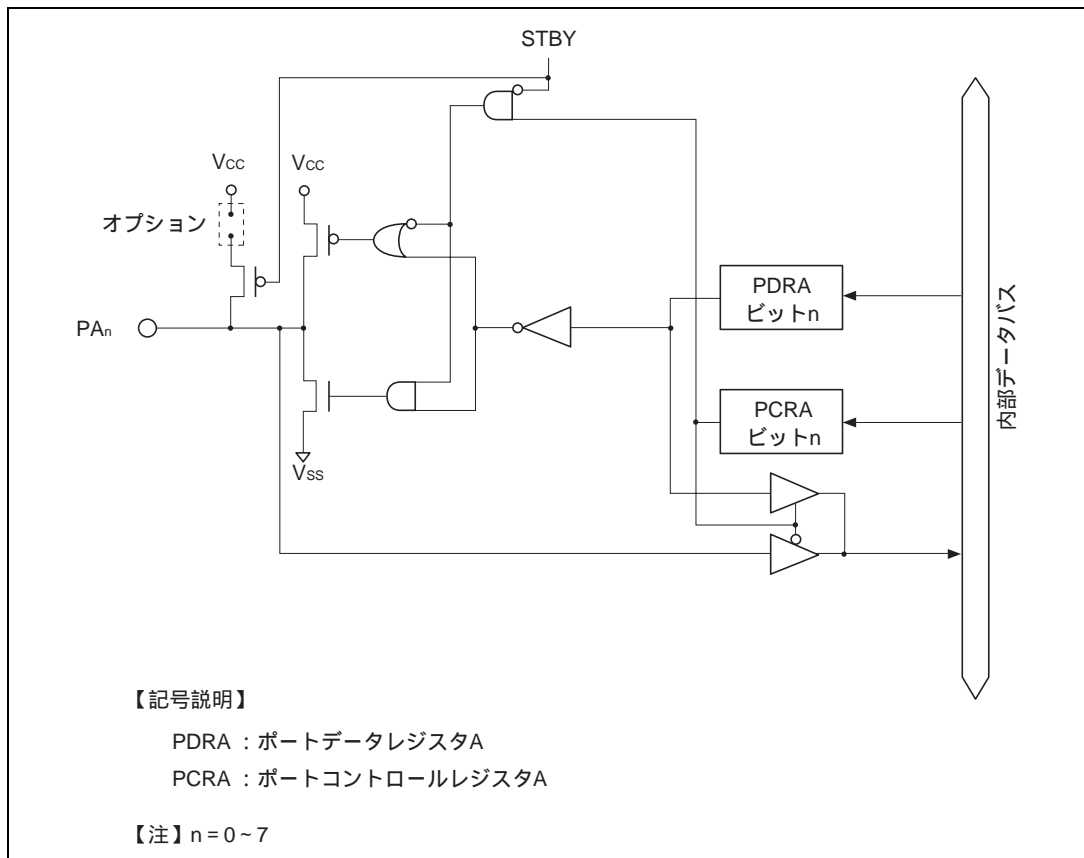 STBY
VCC
VCC
オプション
PAn
VSS
PDRA
ビットn
PCRA
ビットn
内部データバス
【記号説明】
PDRA : ポートデータレジスタA
PCRA : ポートコントロールレジスタA
【注】n = 0 ~ 7